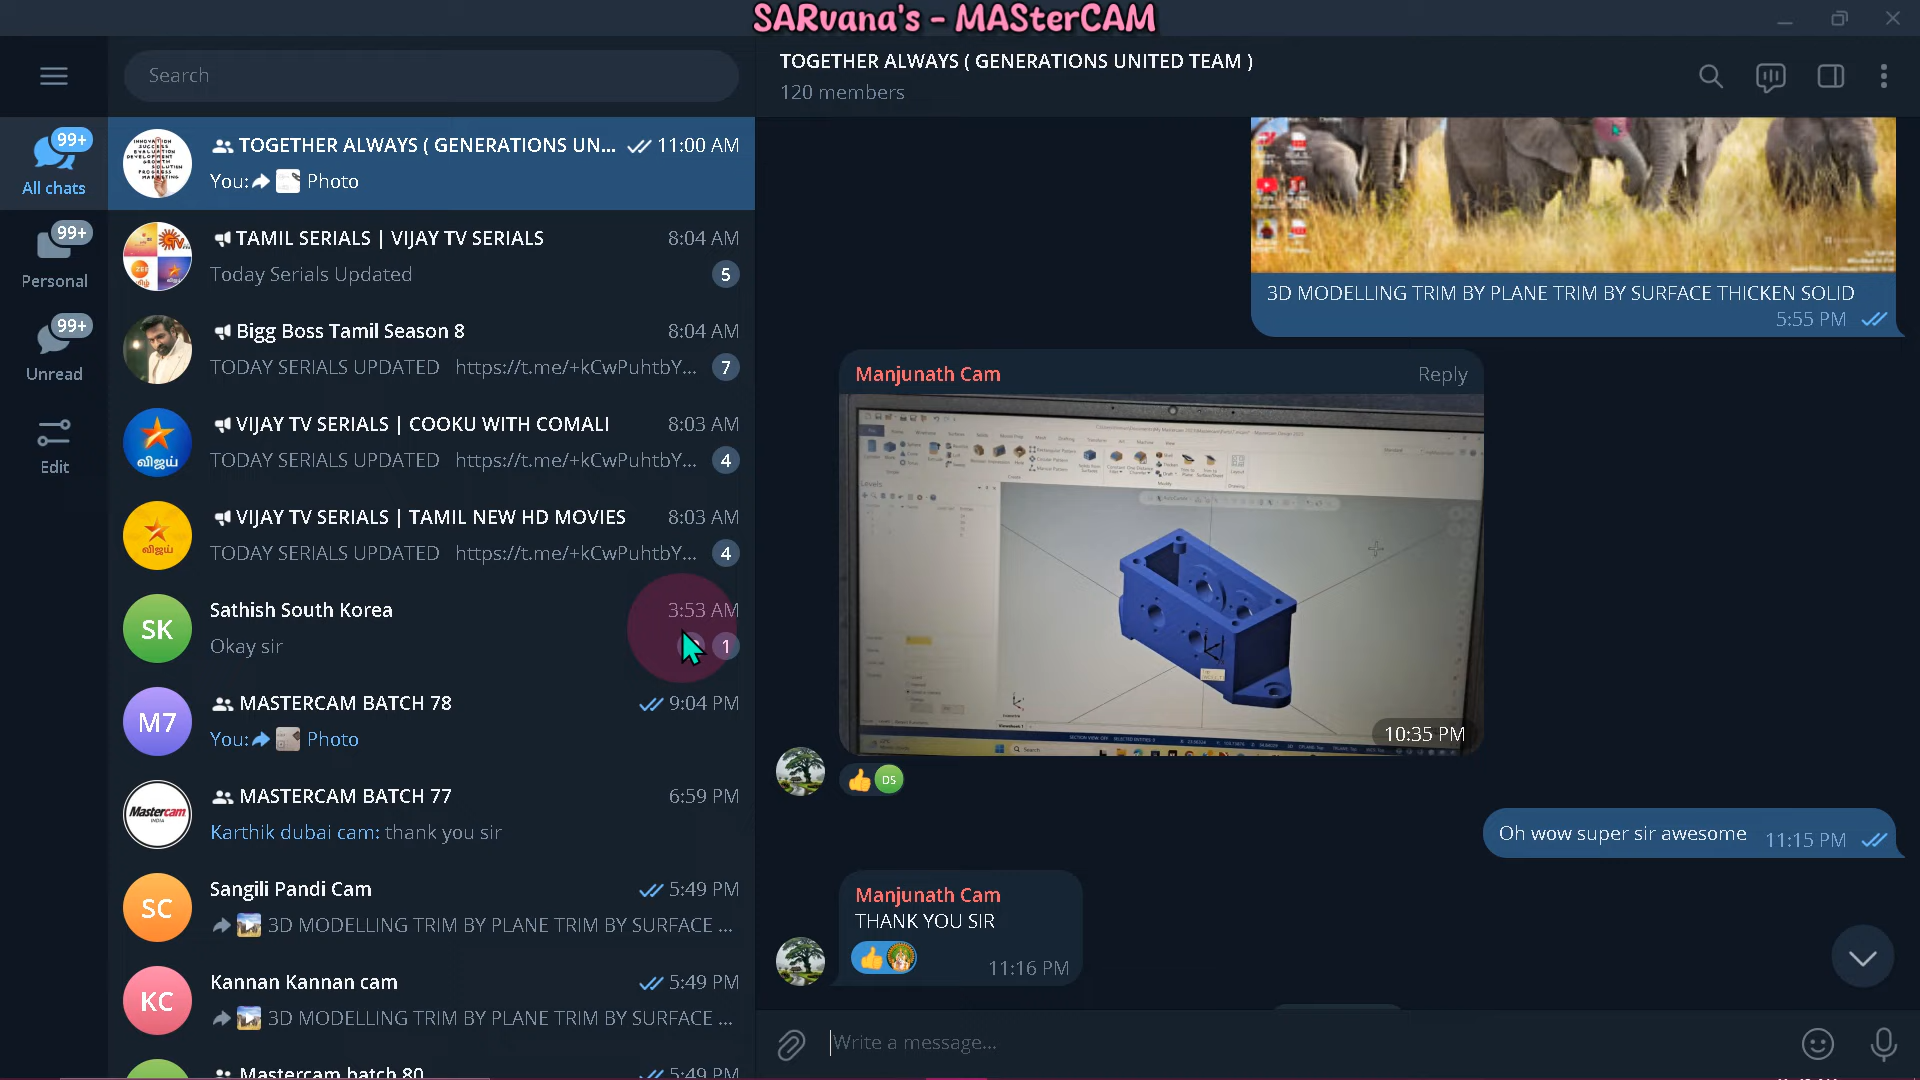 SARvana's - MASterCAM
Search
99+
All chats
99+
Personal
99+
Unread
Edit
TOGETHER ALWAYS ( GENERATIONS UN... 11:00 AM
You: Photo
TAMIL SERIALS | VIJAY TV SERIALS 8:04 AM
Today Serials Updated 5
Bigg Boss Tamil Season 8 8:04 AM
TODAY SERIALS UPDATED https://t.me/+kCwPuhtbY... 7
VIJAY TV SERIALS | COOKU WITH COMALI 8:03 AM
TODAY SERIALS UPDATED https://t.me/+kCwPuhtbY... 4
விஜய்
VIJAY TV SERIALS | TAMIL NEW HD MOVIES 8:03 AM
TODAY SERIALS UPDATED https://t.me/+kCwPuhtbY... 4
விஜய்
SK
Sathish South Korea 3:53 AM
Okay sir 1
M7
MASTERCAM BATCH 78 9:04 PM
You: Photo
Mastercam
INDIA
MASTERCAM BATCH 77 6:59 PM
Karthik dubai cam: thank you sir
SC
Sangili Pandi Cam 5:49 PM
3D MODELLING TRIM BY PLANE TRIM BY SURFACE ...
KC
Kannan Kannan cam 5:49 PM
3D MODELLING TRIM BY PLANE TRIM BY SURFACE ...
Mastercam batch 80 5:49 PM
TOGETHER ALWAYS ( GENERATIONS UNITED TEAM )
120 members
3D MODELLING TRIM BY PLANE TRIM BY SURFACE THICKEN SOLID
5:55 PM
Manjunath Cam Reply
Levels
10:35 PM
DS
Oh wow super sir awesome 11:15 PM
Manjunath Cam
THANK YOU SIR
11:16 PM
Write a message...